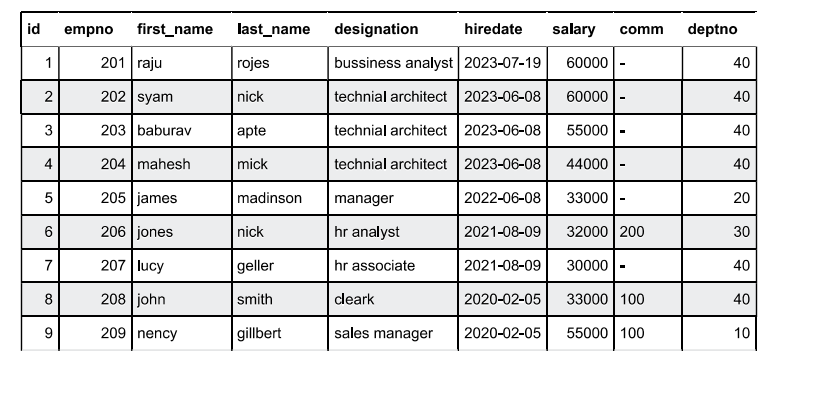 id empno first_name last_name designation hiredate salary comm deptno
1 201 raju rojes bussiness analyst 2023-07-19 60000 - 40
2 202 syam nick technial architect 2023-06-08 60000 - 40
3 203 baburav apte technial architect 2023-06-08 55000 - 40
4 204 mahesh mick technial architect 2023-06-08 44000 - 40
5 205 james madinson manager 2022-06-08 33000 - 20
6 206 jones nick hr analyst 2021-08-09 32000 200 30
7 207 lucy geller hr associate 2021-08-09 30000 - 40
8 208 john smith cleark 2020-02-05 33000 100 40
9 209 nency gillbert sales manager 2020-02-05 55000 100 10